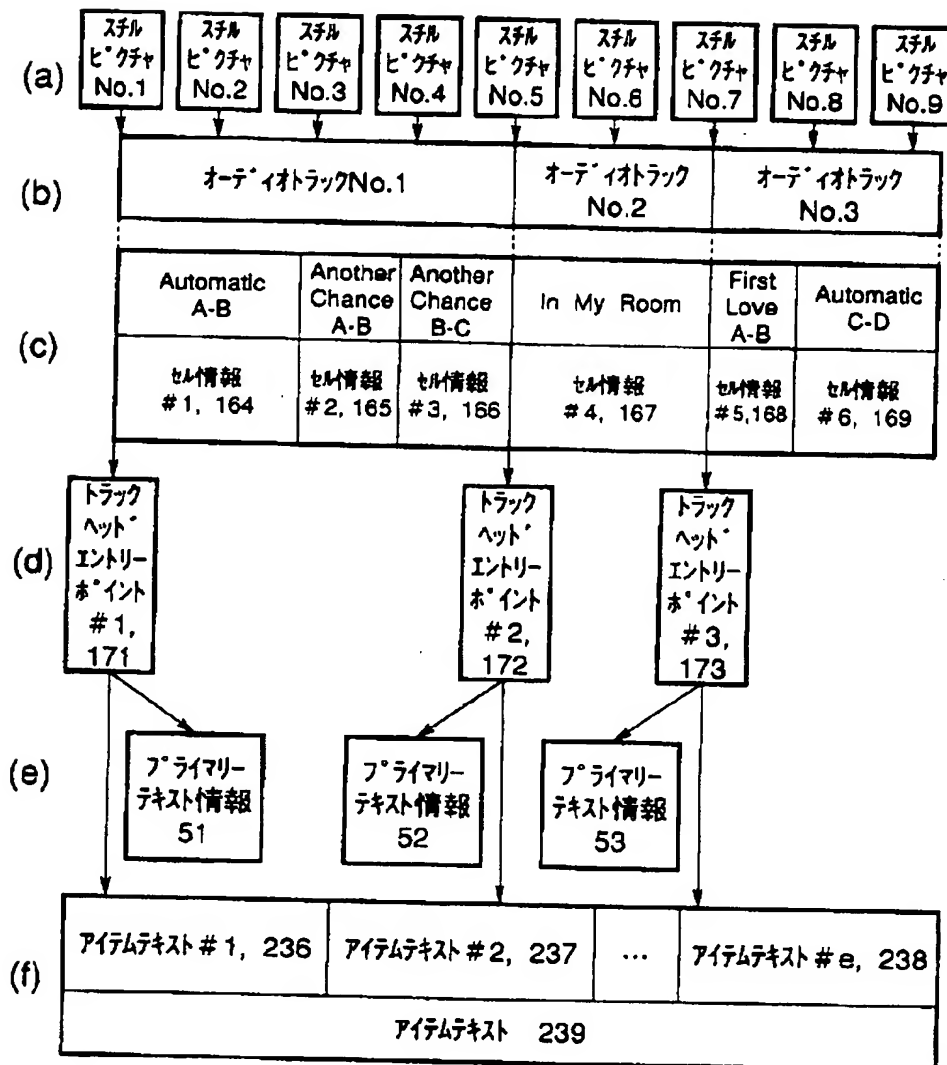 (a)
スチル
ピクチャ
No.1
スチル
ピクチャ
No.2
スチル
ピクチャ
No.3
スチル
ピクチャ
No.4
スチル
ピクチャ
No.5
スチル
ピクチャ
No.6
スチル
ピクチャ
No.7
スチル
ピクチャ
No.8
スチル
ピクチャ
No.9
(b)
オーディオトラックNo.1
オーディオトラック
No.2
オーディオトラック
No.3
(c)
Automatic
A-B
Another
Chance
A-B
Another
Chance
B-C
In My Room
First
Love
A-B
Automatic
C-D
セル情報
#1, 164
セル情報
#2, 165
セル情報
#3, 166
セル情報
#4, 167
セル情報
#5,168
セル情報
#6, 169
(d)
トラック
ヘッド
エントリー
ポイント
#1,
171
トラック
ヘッド
エントリー
ポイント
#2,
172
トラック
ヘッド
エントリー
ポイント
#3,
173
(e)
プライマリー
テキスト情報
51
プライマリー
テキスト情報
52
プライマリー
テキスト情報
53
(f)
アイテムテキスト #1, 236
アイテムテキスト #2, 237
...
アイテムテキスト #e, 238
アイテムテキスト 239